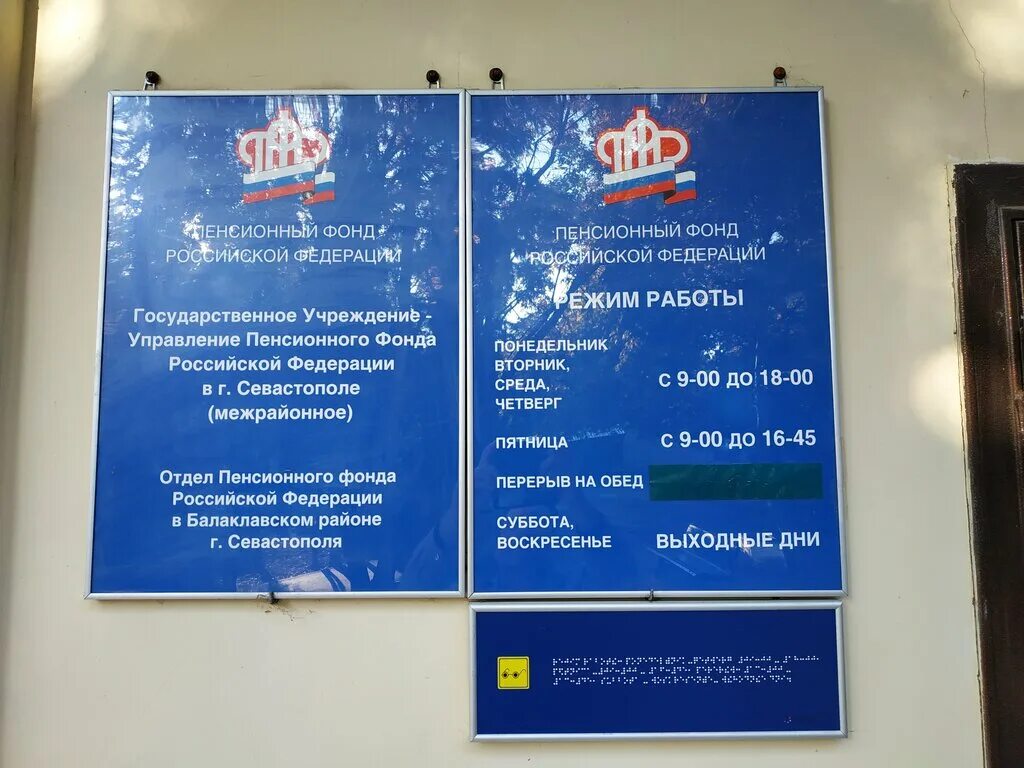 ПЕНСИОННЫЙ ФОНД
РОССИЙСКОЙ ФЕДЕРАЦИИ
Государственное Учреждение -
Управление Пенсионного Фонда
Российской Федерации
в г. Севастополе
(межрайонное)
Отдел Пенсионного фонда
Российской Федерации
в Балаклавском районе
г. Севастополя
ПЕНСИОННЫЙ ФОНД
РОССИЙСКОЙ ФЕДЕРАЦИИ
РЕЖИМ РАБОТЫ
ПОНЕДЕЛЬНИК
ВТОРНИК,
СРЕДА,
ЧЕТВЕРГ
С 9-00 ДО 18-00
ПЯТНИЦА С 9-00 ДО 16-45
ПЕРЕРЫВ НА ОБЕД
СУББОТА,
ВОСКРЕСЕНЬЕ ВЫХОДНЫЕ ДНИ